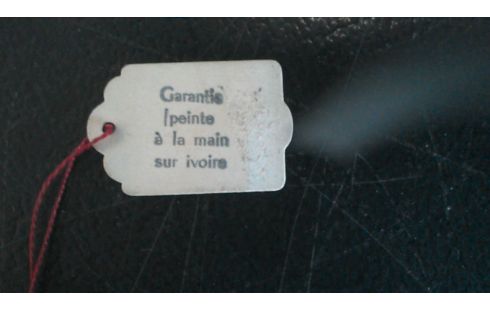 Garantie
peinte
à la main
sur ivoire